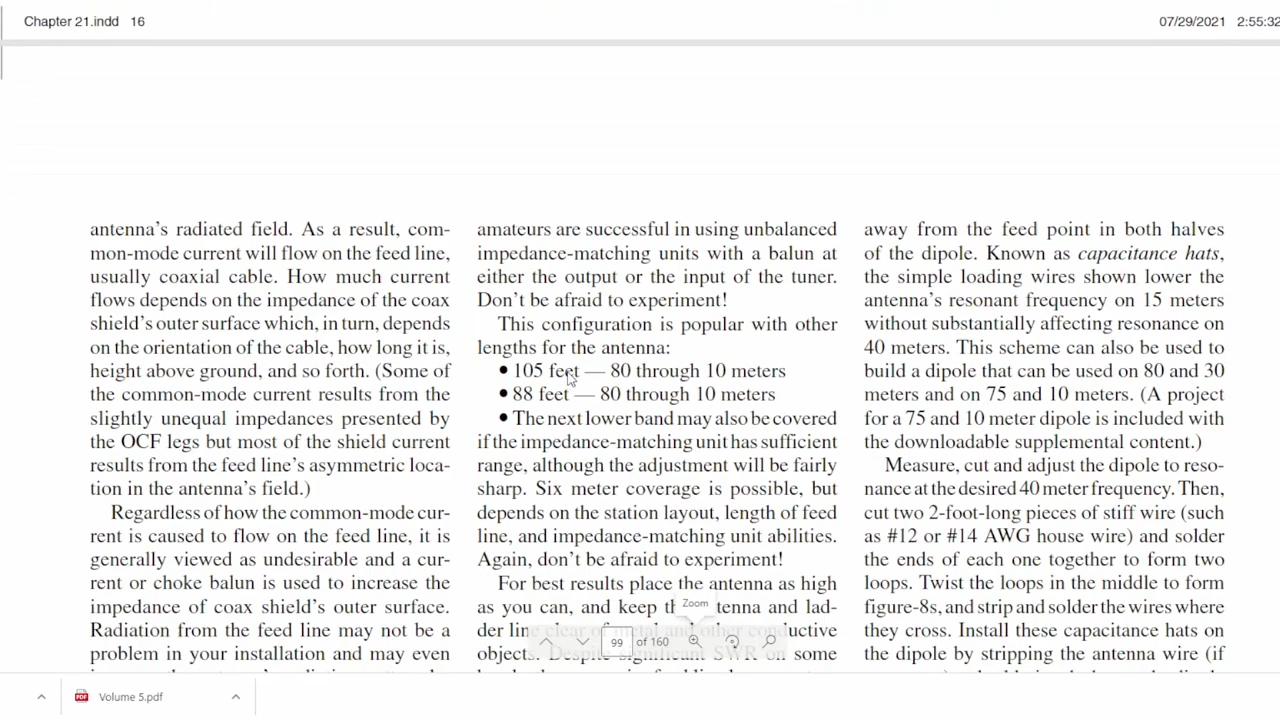 Chapter 21.indd 16
07/29/2021 2:55:32
antenna's radiated field. As a result, com-
mon-mode current will flow on the feed line,
usually coaxial cable. How much current
flows depends on the impedance of the coax
shield's outer surface which, in turn, depends
on the orientation of the cable, how long it is,
height above ground, and so forth. (Some of
the common-mode current results from the
slightly unequal impedances presented by
the OCF legs but most of the shield current
results from the feed line's asymmetric loca-
tion in the antenna's field.)
Regardless of how the common-mode cur-
rent is caused to flow on the feed line, it is
generally viewed as undesirable and a cur-
rent or choke balun is used to increase the
impedance of coax shield's outer surface.
Radiation from the feed line may not be a
problem in your installation and may even
amateurs are successful in using unbalanced
impedance-matching units with a balun at
either the output or the input of the tuner.
Don't be afraid to experiment!
This configuration is popular with other
lengths for the antenna:
• 105 feet — 80 through 10 meters
• 88 feet — 80 through 10 meters
• The next lower band may also be covered
if the impedance-matching unit has sufficient
range, although the adjustment will be fairly
sharp. Six meter coverage is possible, but
depends on the station layout, length of feed
line, and impedance-matching unit abilities.
Again, don't be afraid to experiment!
For best results place the antenna as high
as you can, and keep th tenna and lad-
der line clear of metal and other conductive
objects. Despite significant SWR on some
away from the feed point in both halves
of the dipole. Known as capacitance hats,
the simple loading wires shown lower the
antenna's resonant frequency on 15 meters
without substantially affecting resonance on
40 meters. This scheme can also be used to
build a dipole that can be used on 80 and 30
meters and on 75 and 10 meters. (A project
for a 75 and 10 meter dipole is included with
the downloadable supplemental content.)
Measure, cut and adjust the dipole to reso-
nance at the desired 40 meter frequency. Then,
cut two 2-foot-long pieces of stiff wire (such
as #12 or #14 AWG house wire) and solder
the ends of each one together to form two
loops. Twist the loops in the middle to form
figure-8s, and strip and solder the wires where
they cross. Install these capacitance hats on
the dipole by stripping the antenna wire (if
Zoom
99 of 160
Volume 5.pdf